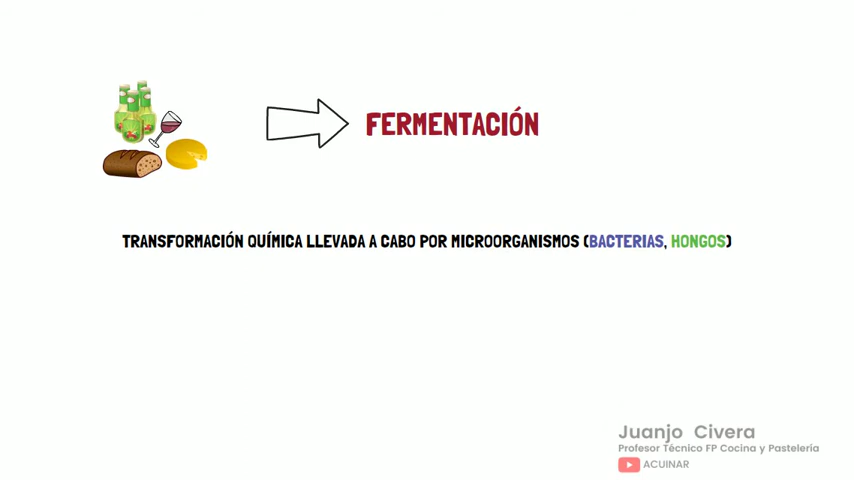 FERMENTACIÓN
TRANSFORMACIÓN QUÍMICA LLEVADA A CABO POR MICROORGANISMOS (BACTERIAS, HONGOS)
Juanjo Civera
Profesor Técnico FP Cocina y Pastelería
ACUINAR